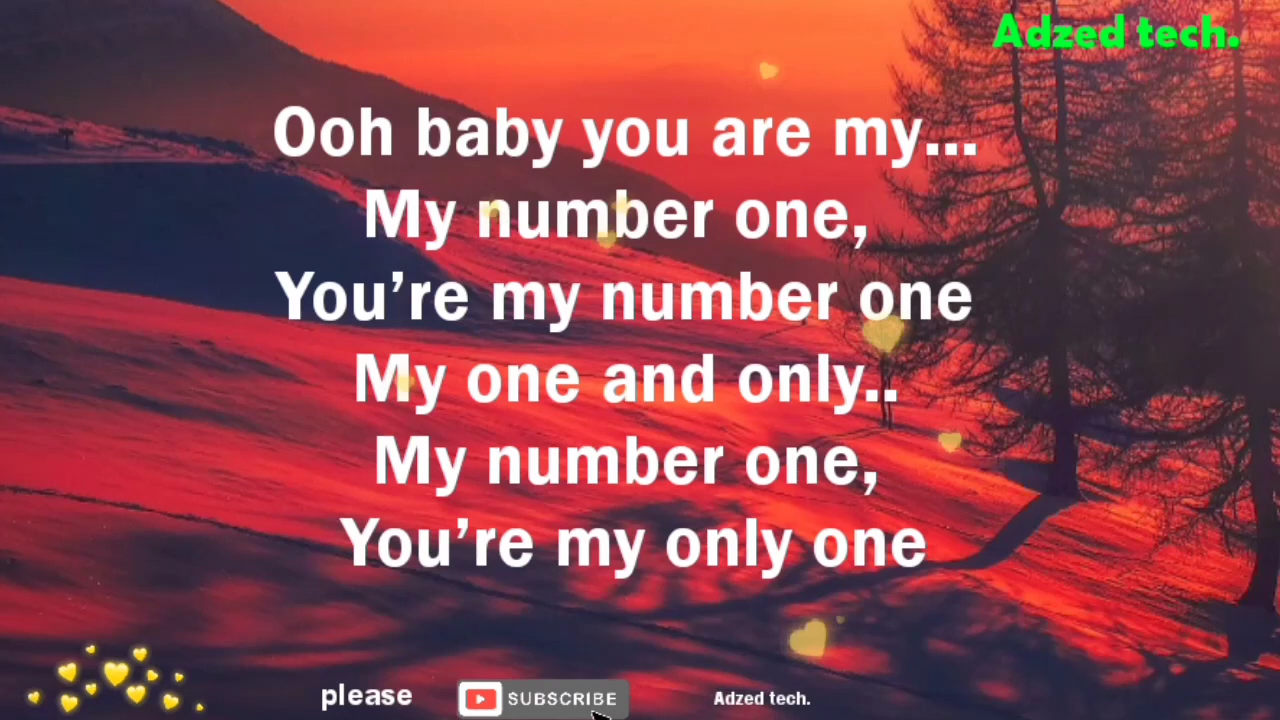 Adzed tech.
Ooh baby you are my...
My number one,
You’re my number one
My one and only..
My number one,
You’re my only one
please SUBSCRIBE Adzed tech.